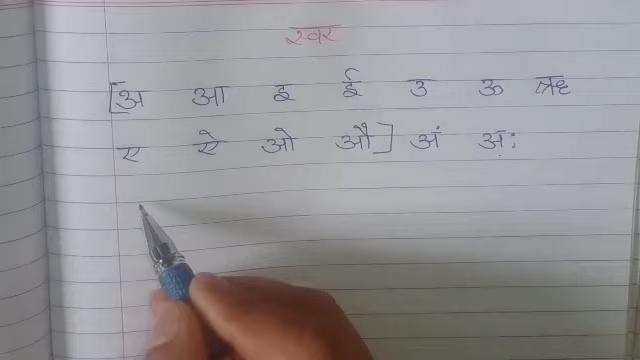 स्वर
[अ आ इ ई उ ऊ ऋ
ए ऐ ओ औ] अं अः